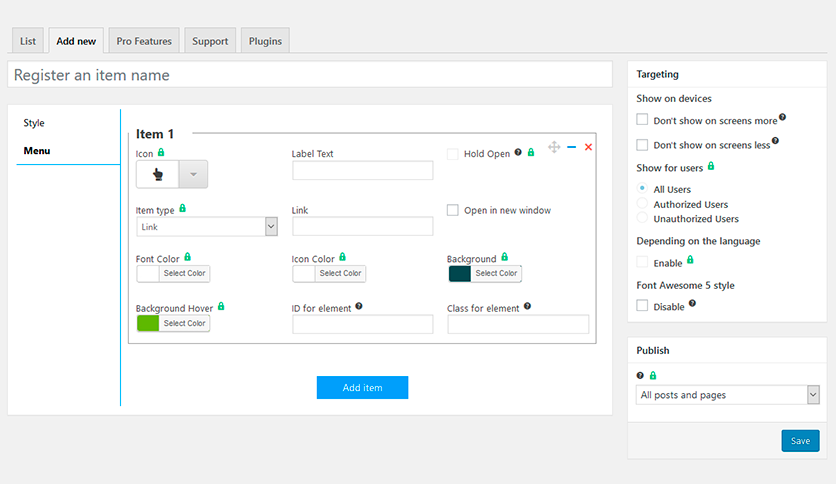 List
Add new
Pro Features
Support
Plugins
Register an item name
Style
Menu
Item 1
Icon
Label Text
Hold Open
Item type
Link
Link
Open in new window
Font Color
Select Color
Icon Color
Select Color
Background
Select Color
Background Hover
Select Color
ID for element
Class for element
Add item
Targeting
Show on devices
Don't show on screens more
Don't show on screens less
Show for users
All Users
Authorized Users
Unauthorized Users
Depending on the language
Enable
Font Awesome 5 style
Disable
Publish
All posts and pages
Save